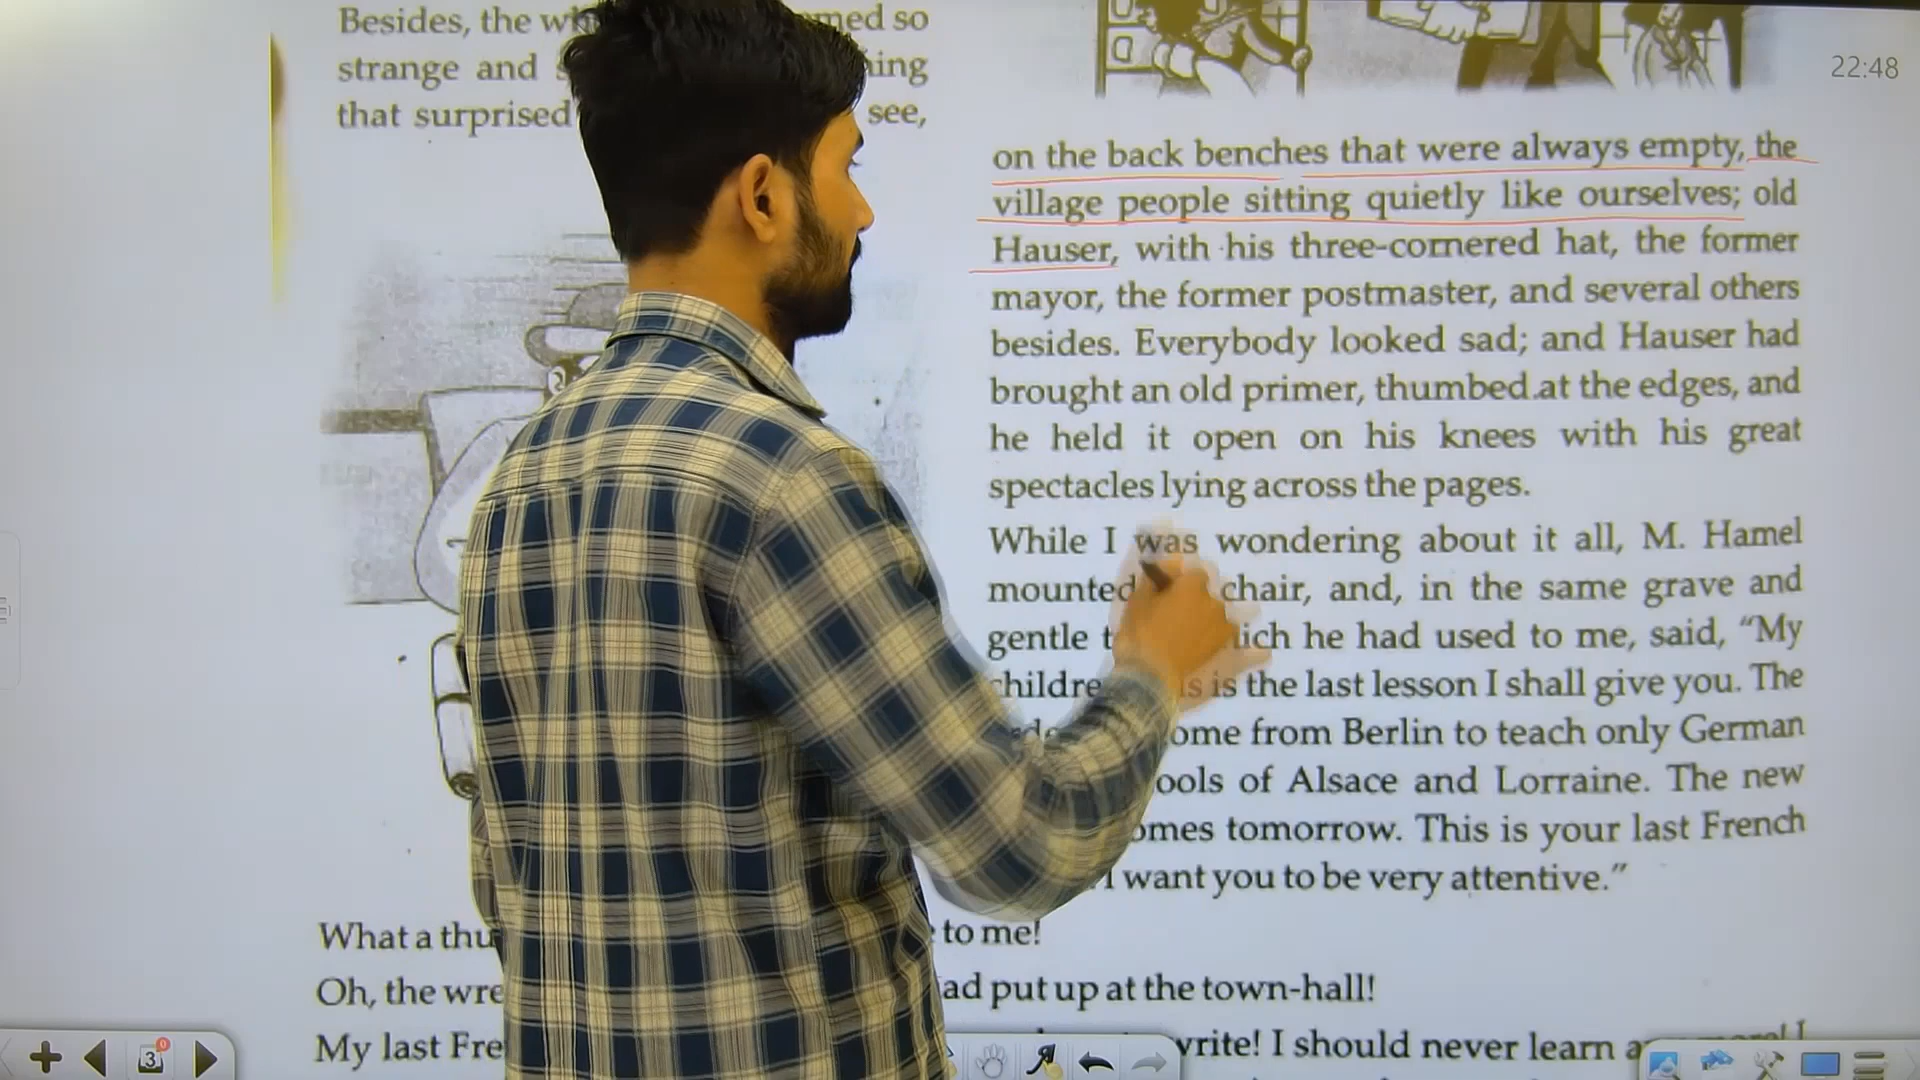 Besides, the med so
strange and ing
that surprised see,
22:48
on the back benches that were always empty, the
village people sitting quietly like ourselves; old
Hauser, with his three-cornered hat, the former
mayor, the former postmaster, and several others
besides. Everybody looked sad; and Hauser had
brought an old primer, thumbed at the edges, and
he held it open on his knees with his great
spectacles lying across the pages.
While I was wondering about it all, M. Hamel
mounted chair, and, in the same grave and
gentle he had used to me, said, “My
is the last lesson I shall give you. The
ome from Berlin to teach only German
ools of Alsace and Lorraine. The new
omes tomorrow. This is your last French
I want you to be very attentive.”
What a thu to me!
Oh, the wre ad put up at the town-hall!
My last Fre write! I should never learn
3
0